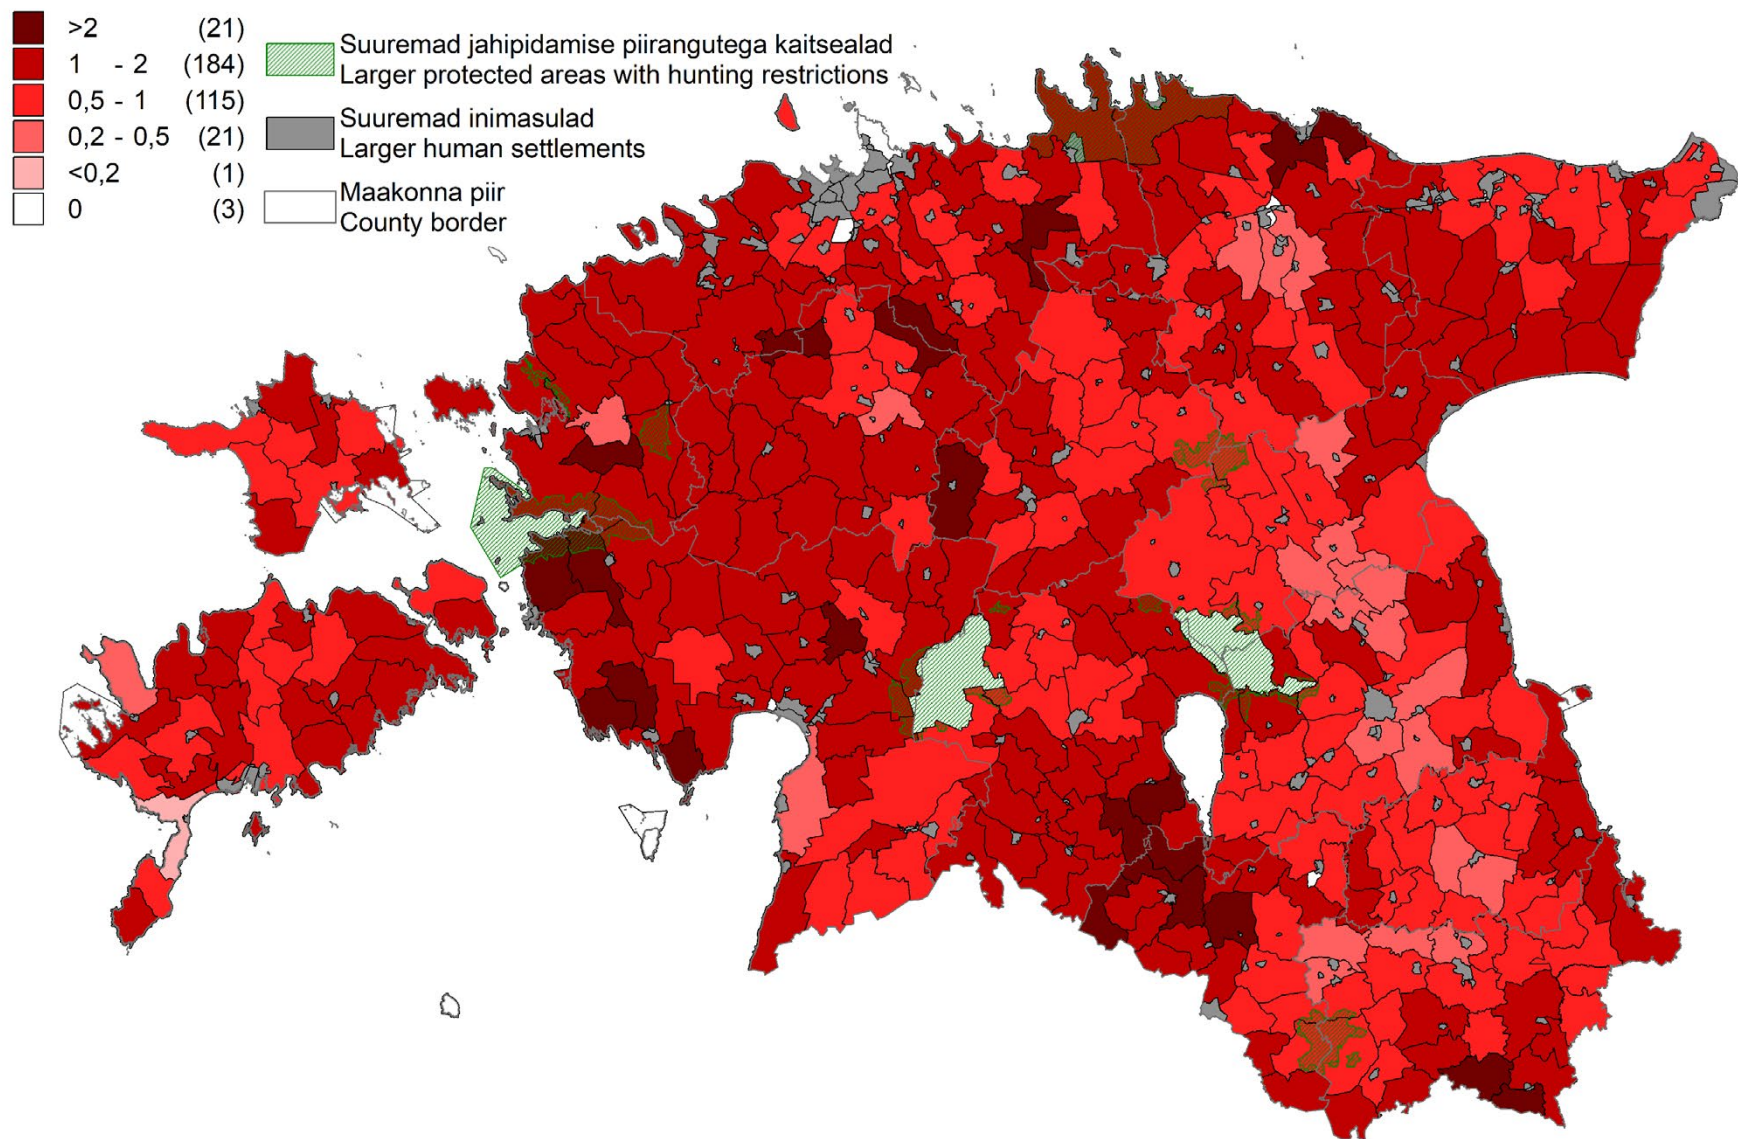 >2 (21)
1 - 2 (184)
0,5 - 1 (115)
0,2 - 0,5 (21)
<0,2 (1)
0 (3)
Suuremad jahipidamise piirangutega kaitsealad
Larger protected areas with hunting restrictions
Suuremad inimasulad
Larger human settlements
Maakonna piir
County border